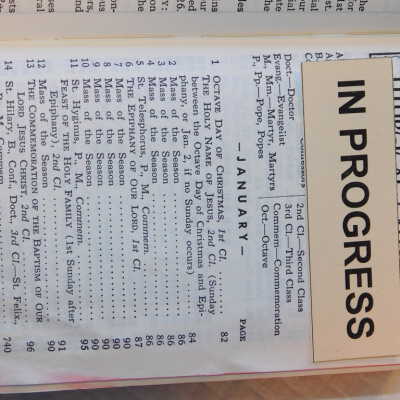 IN PROGRESS
Doct.—Doctor
Evang.—Evangelist
M., Mm.—Martyr, Martyrs
P., Pp.—Pope, Popes
2nd Cl.—Second Class
3rd Cl.—Third Class
Commem—Commemoration
Oct.—Octave
—JANUARY—
PAGE
1 OCTAVE DAY OF CHRISTMAS, 1st Cl. 82
THE HOLY NAME OF JESUS, 2nd Cl. (Sunday
between the Octave Day of Christmas and Epi-
phany, or Jan. 2, if no Sunday occurs) 84
2 Mass of the Season 86
3 Mass of the Season 86
4 Mass of the Season 86
5 St. Telesphorus, P., M., Commem. 86
6 THE EPIPHANY OF OUR LORD, 1st Cl. 87
7 Mass of the Season 90
8 Mass of the Season 90
9 Mass of the Season 90
10 Mass of the Season 90
11 St. Hyginus, P., M., Commem. 95
FEAST OF THE HOLY FAMILY (1st Sunday after
Epiphany), 2nd Cl. 91
12 Mass of the Season 90
13 THE COMMEMORATION OF THE BAPTISM OF OUR
LORD JESUS CHRIST, 2nd Cl. 96
14 St. Hilary, B., Conf., Doct., 3rd Cl.—St. Felix,
740